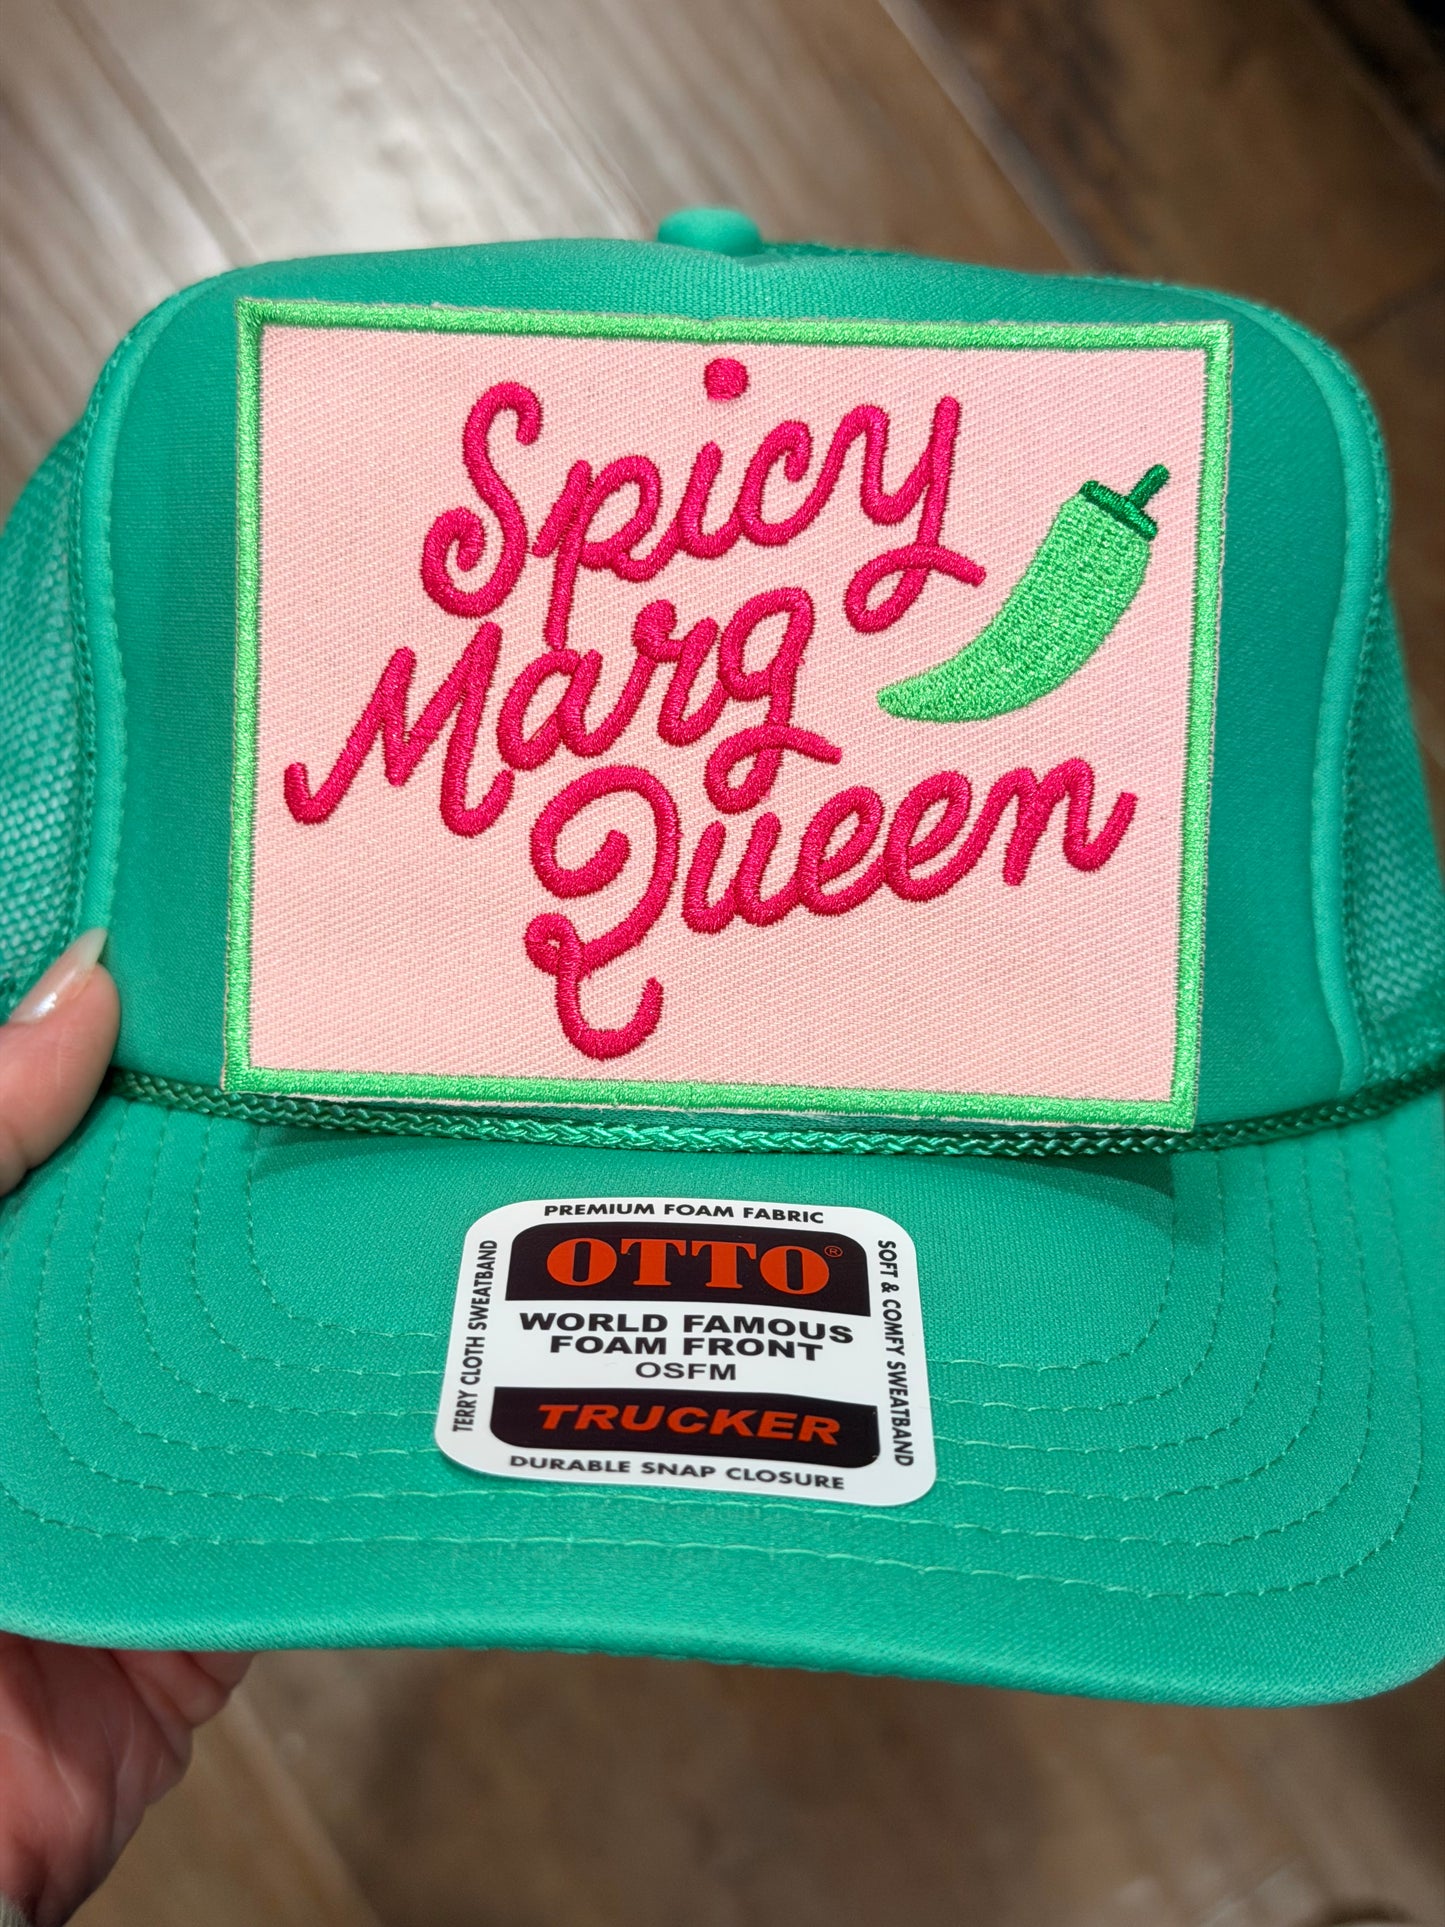 Spicy
Marg
Queen
PREMIUM FOAM FABRIC
TERRY CLOTH SWEATBAND
OTTO®
WORLD FAMOUS
FOAM FRONT
OSFM
TRUCKER
SOFT & COMFY SWEATBAND
DURABLE SNAP CLOSURE